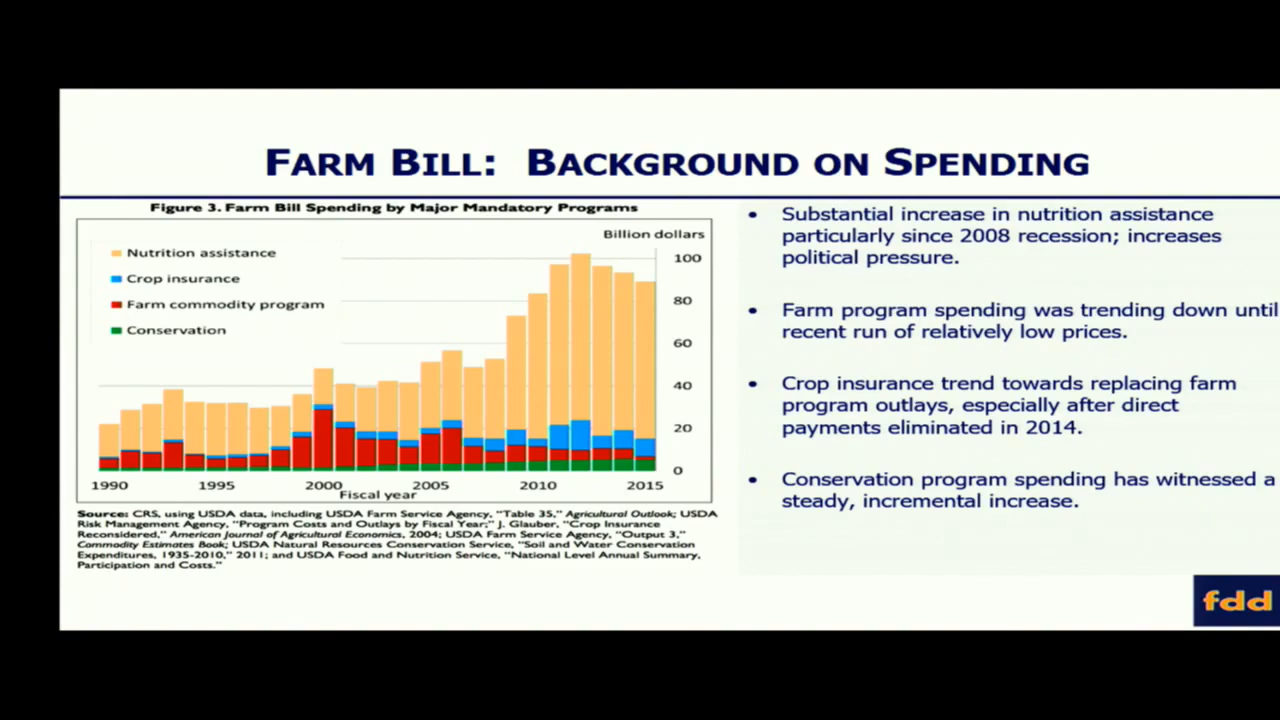 FARM BILL: BACKGROUND ON SPENDING
Figure 3. Farm Bill Spending by Major Mandatory Programs
Billion dollars
Nutrition assistance
Crop insurance
Farm commodity program
Conservation
100
80
60
40
20
0
1990 1995 2000 2005 2010 2015
Fiscal year
Source: CRS, using USDA data, including USDA Farm Service Agency, "Table 35," Agricultural Outlook; USDA
Risk Management Agency, "Program Costs and Outlays by Fiscal Year;" J. Glauber, "Crop Insurance
Reconsidered," American Journal of Agricultural Economics, 2004; USDA Farm Service Agency, "Output 3,"
Commodity Estimates Book; USDA Natural Resources Conservation Service, "Soil and Water Conservation
Expenditures, 1935-2010," 2011; and USDA Food and Nutrition Service, "National Level Annual Summary,
Participation and Costs."
• Substantial increase in nutrition assistance
particularly since 2008 recession; increases
political pressure.
• Farm program spending was trending down until
recent run of relatively low prices.
• Crop insurance trend towards replacing farm
program outlays, especially after direct
payments eliminated in 2014.
• Conservation program spending has witnessed a
steady, incremental increase.
fdd